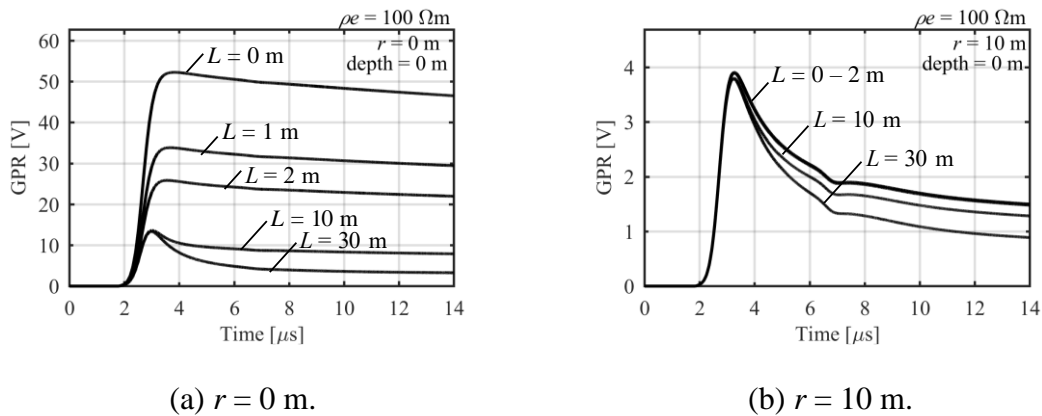 ρe = 100 Ωm
r = 0 m
depth = 0 m
60
50
40
30
20
10
0
GPR [V]
L = 0 m
L = 1 m
L = 2 m
L = 10 m
L = 30 m
0 2 4 6 8 10 12 14
Time [μs]
(a) r = 0 m.
ρe = 100 Ωm
r = 10 m
depth = 0 m
4
3
2
1
0
GPR [V]
L = 0 – 2 m
L = 10 m
L = 30 m
0 2 4 6 8 10 12 14
Time [μs]
(b) r = 10 m.